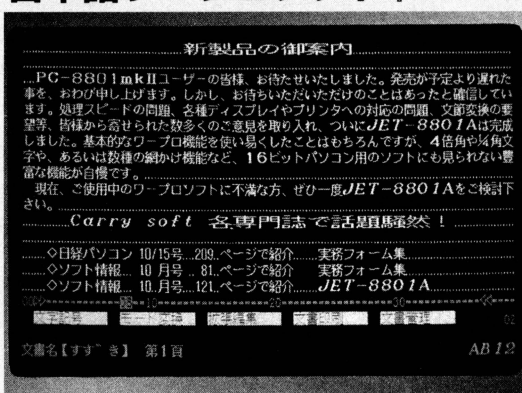 新製品の御案内
PC-8801mkⅡユーザーの皆様、お待たせいたしました。発売が予定より遅れた
事を、おわび申し上げます。しかし、お待ちいただいただけのことはあったと確信してい
ます。処理スピードの問題、各種ディスプレイやプリンタへの対応の問題、文節変換の要
望等、皆様から寄せられた数多くのご意見を取り入れ、ついにJET-8801Aは完成
しました。基本的なワープロ機能を使い易くしたことはもちろんですが、4倍角や¼角文
字や、あるいは数種の網かけ機能など、16ビットパソコン用のソフトにも見られない豊
富な機能が自慢です。
現在、ご使用中のワープロソフトに不満な方、ぜひ一度JET-8801Aをご検討下
さい。
Carry soft 各専門誌で話題騒然!
◇日経パソコン 10/15号...209..ページで紹介 実務フォーム集
◇ソフト情報... 10月号.. 81..ページで紹介 実務フォーム集
◇ソフト情報... 10月号...121..ページで紹介 JET-8801A
10 20 30
文書管理 02
文書名【すず゛き】 第1頁 AB12